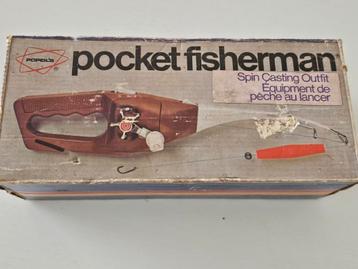 POPEIL'S
®
pocket fisherman
Spin Casting Outfit
Équipement de
pêche au lancer